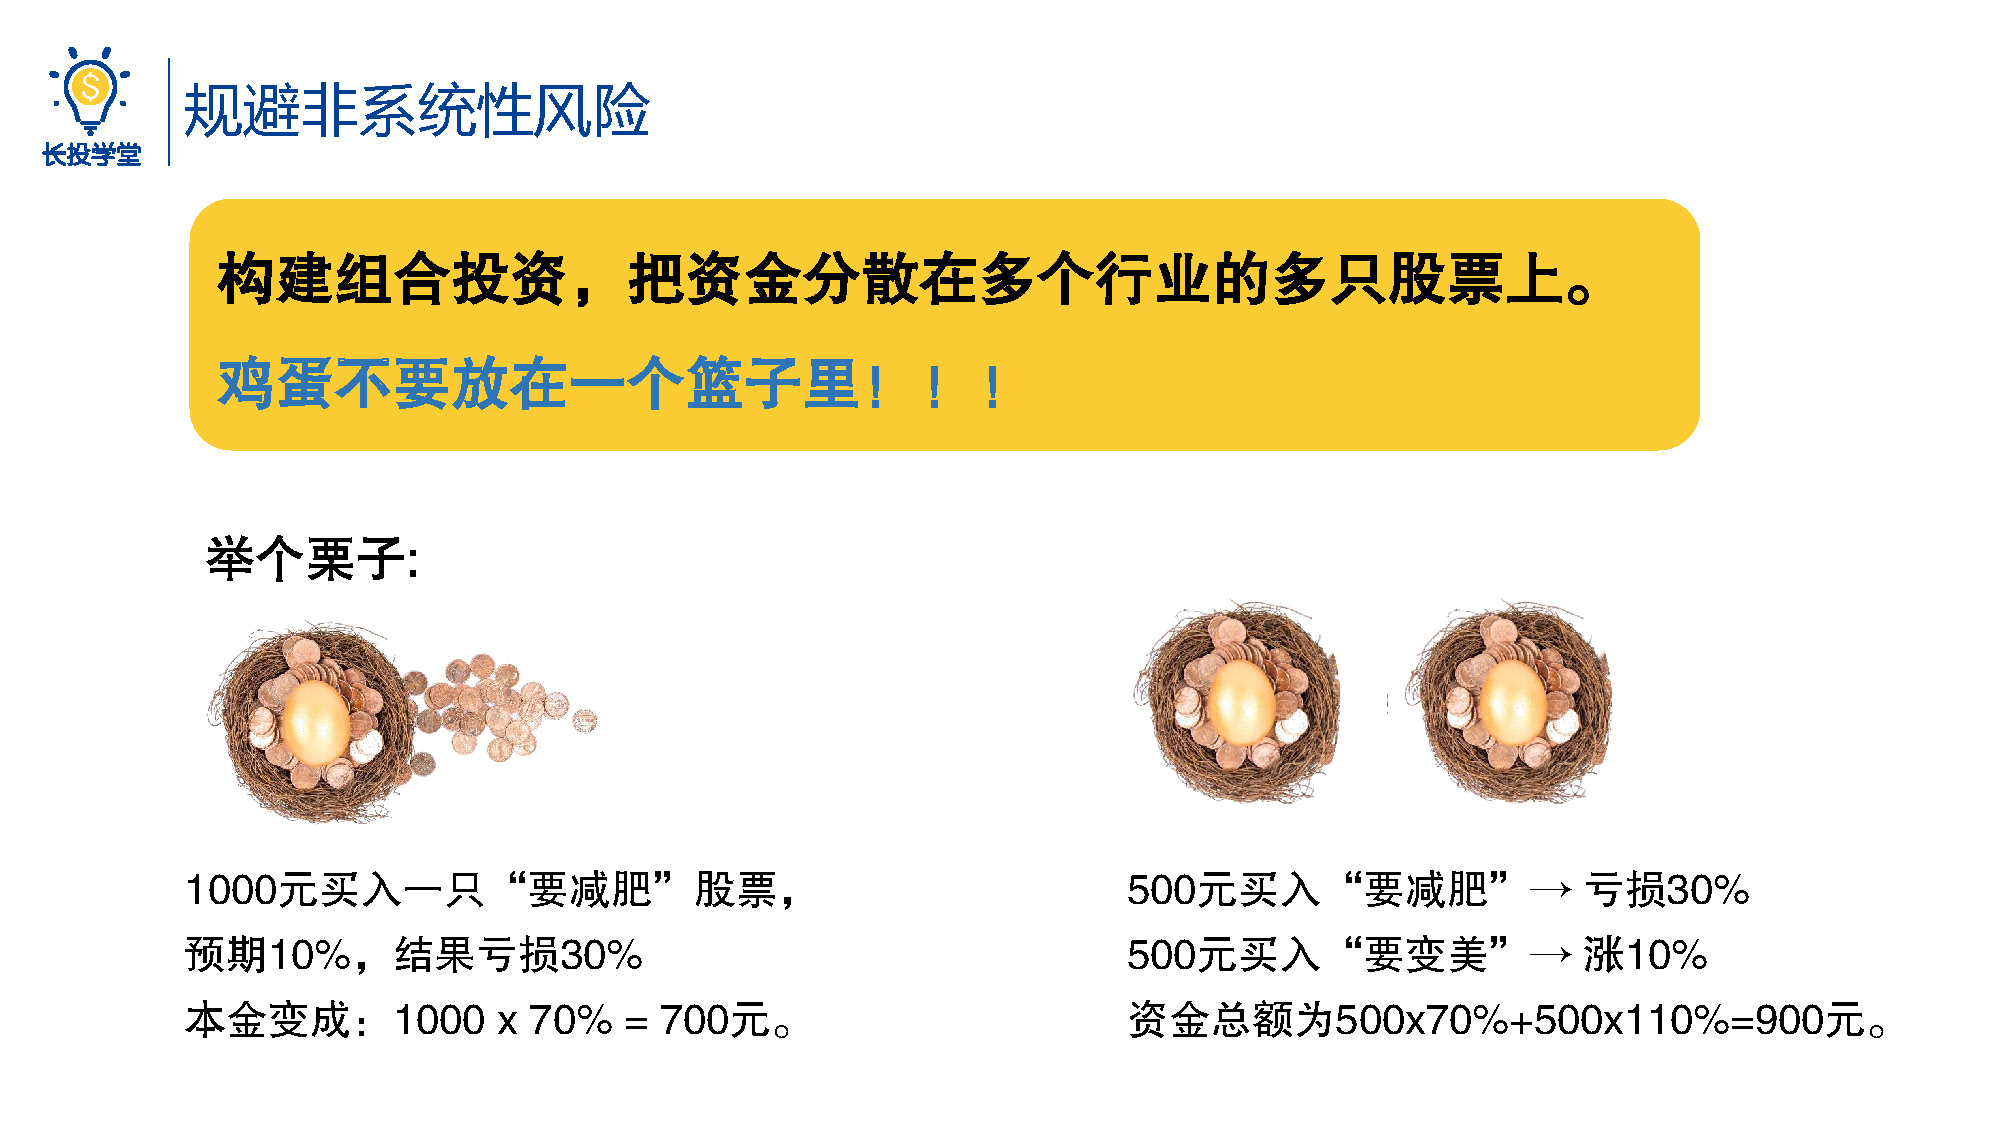 长投学堂
规避非系统性风险
构建组合投资，把资金分散在多个行业的多只股票上。
鸡蛋不要放在一个篮子里！！！
举个栗子:
1000元买入一只“要减肥”股票，
预期10%，结果亏损30%
本金变成：1000 x 70% = 700元。
500元买入“要减肥”→ 亏损30%
500元买入“要变美”→ 涨10%
资金总额为500x70%+500x110%=900元。